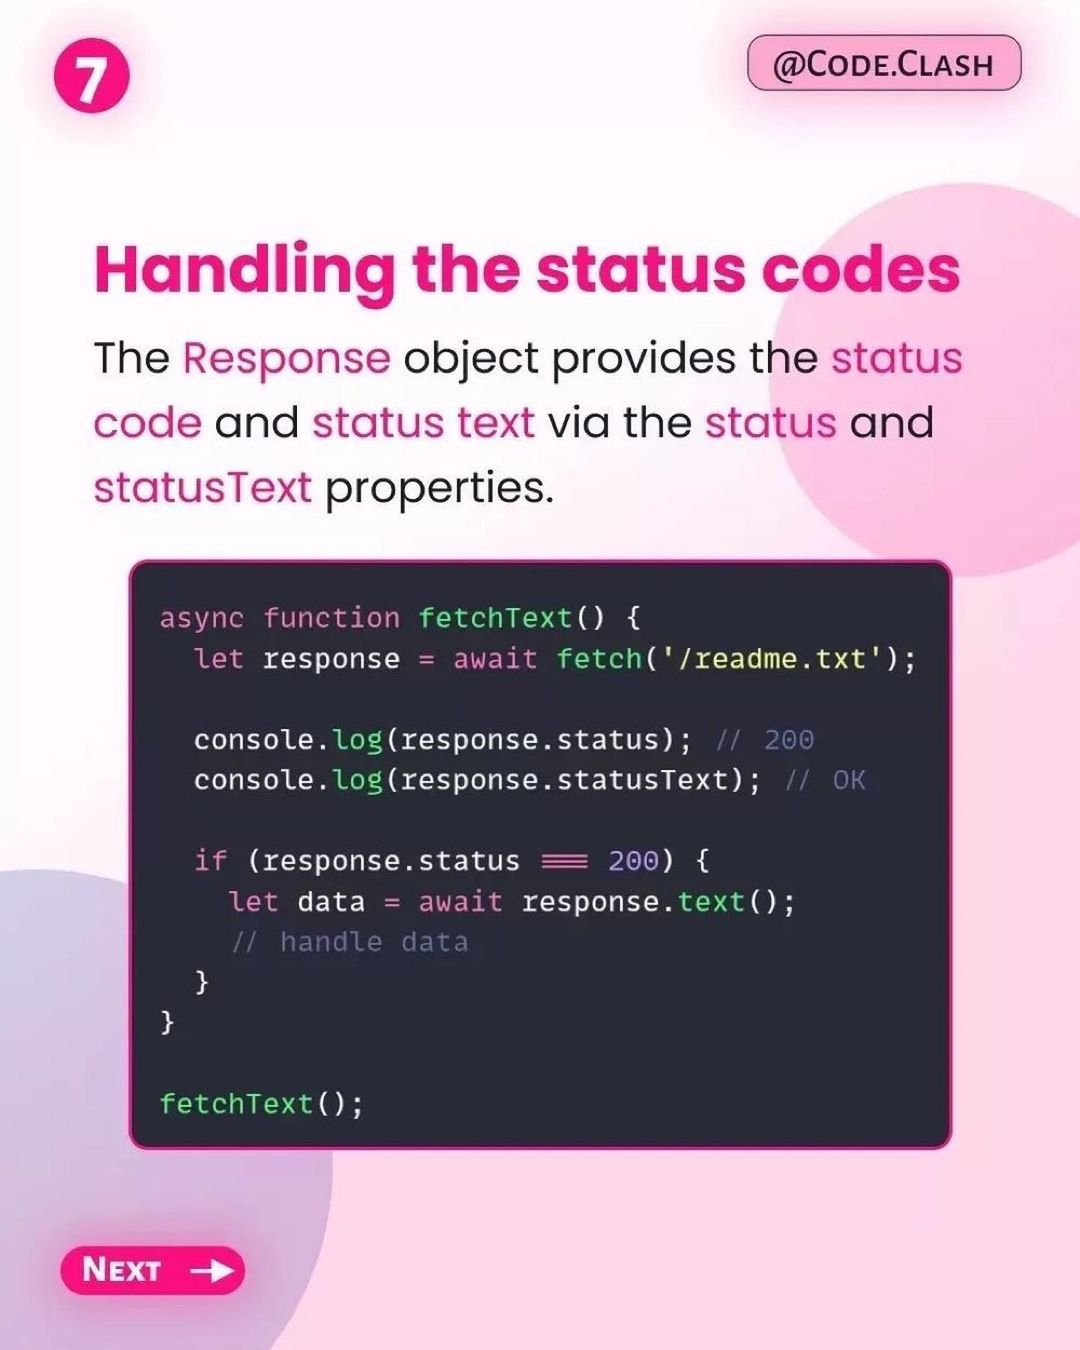 7
@CODE.CLASH
Handling the status codes
The Response object provides the status
code and status text via the status and
statusText properties.
async function fetchText() {
  let response = await fetch('/readme.txt');
  console.log(response.status); // 200
  console.log(response.statusText); // OK
  if (response.status === 200) {
    let data = await response.text();
    // handle data
  }
}
fetchText();
NEXT